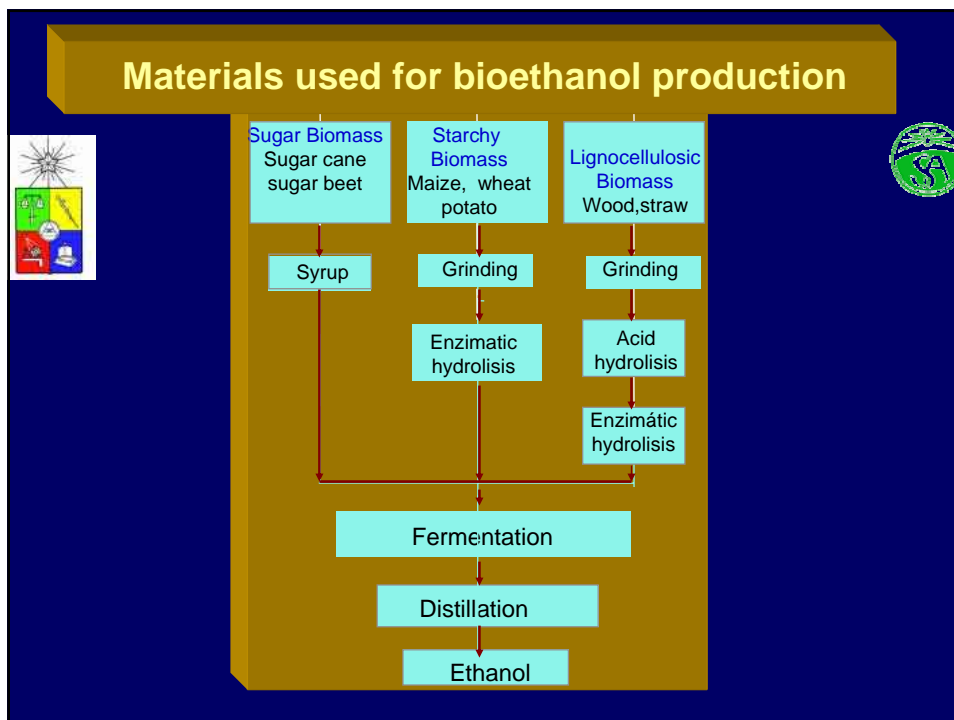 Materials used for bioethanol production
Sugar Biomass
Sugar cane
sugar beet
Starchy
Biomass
Maize, wheat
potato
Lignocellulosic
Biomass
Wood,straw
Syrup
Grinding
Grinding
Enzimatic
hydrolisis
Acid
hydrolisis
Enzimátic
hydrolisis
Fermentation
Distillation
Ethanol